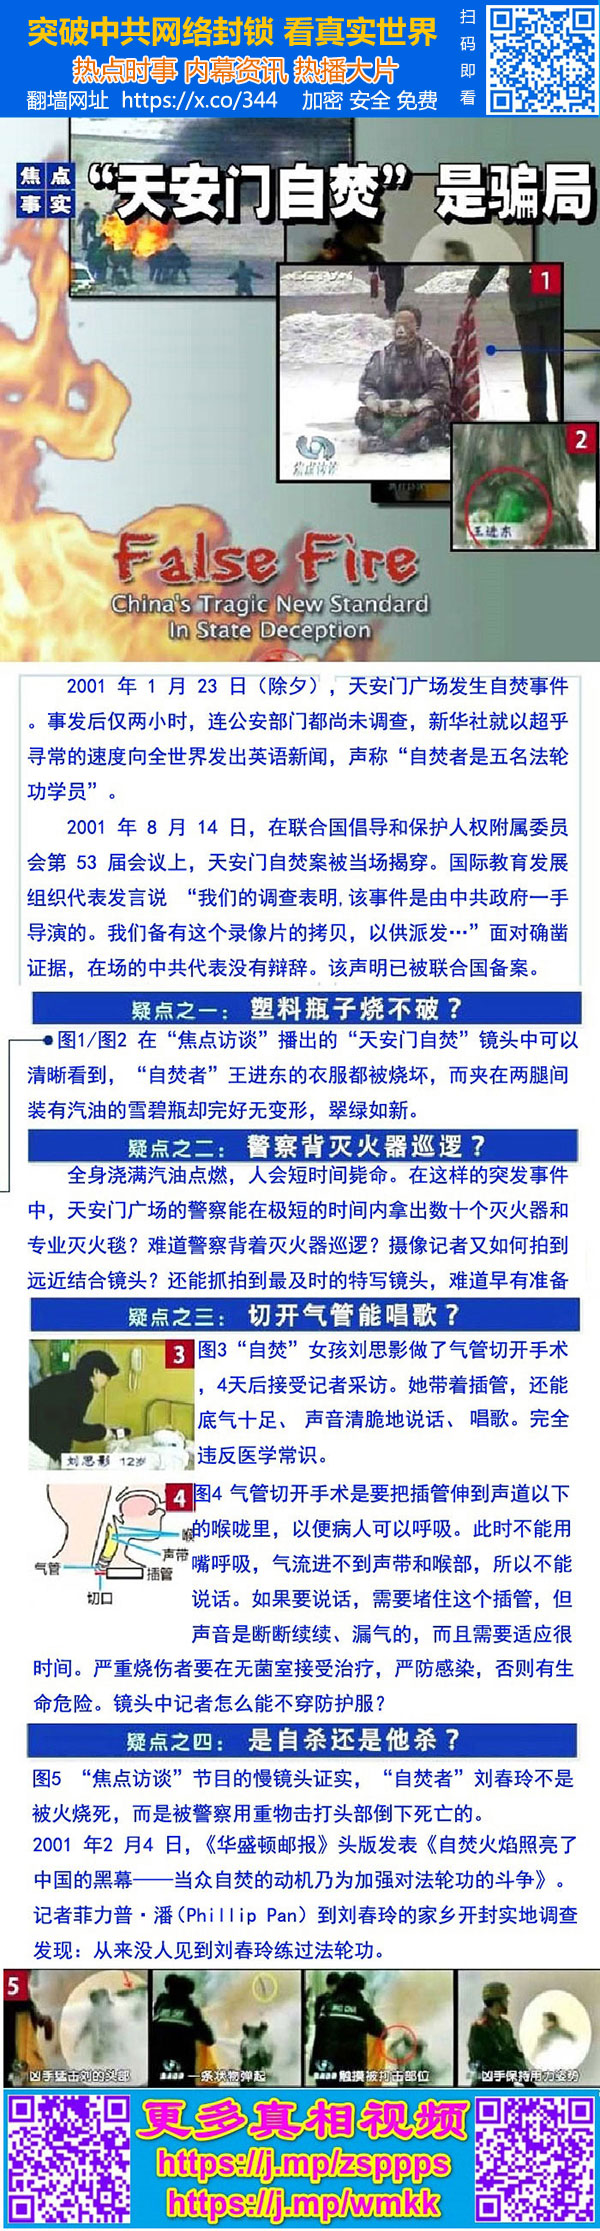 突破中共网络封锁 看真实世界
热点时事 内幕资讯 热播大片
翻墙网址 https://x.co/344 加密 安全 免费
扫码即看
焦点
事实
“天安门自焚”是骗局
1
CCTV
焦点访谈
2
王进东
False Fire
China's Tragic New Standard
In State Deception
2001 年 1 月 23 日（除夕），天安门广场发生自焚事件
。事发后仅两小时，连公安部门都尚未调查，新华社就以超乎
寻常的速度向全世界发出英语新闻，声称“自焚者是五名法轮
功学员”。
2001 年 8 月 14 日，在联合国倡导和保护人权附属委员
会第 53 届会议上，天安门自焚案被当场揭穿。国际教育发展
组织代表发言说 “我们的调查表明,该事件是由中共政府一手
导演的。我们备有这个录像片的拷贝，以供派发…”面对确凿
证据，在场的中共代表没有辩辞。该声明已被联合国备案。
疑点之一：塑料瓶子烧不破？
图1/图2 在“焦点访谈”播出的“天安门自焚”镜头中可以
清晰看到，“自焚者”王进东的衣服都被烧坏，而夹在两腿间
装有汽油的雪碧瓶却完好无变形，翠绿如新。
疑点之二：警察背灭火器巡逻？
全身浇满汽油点燃，人会短时间毙命。在这样的突发事件
中，天安门广场的警察能在极短的时间内拿出数十个灭火器和
专业灭火毯？难道警察背着灭火器巡逻？摄像记者又如何拍到
远近结合镜头？还能抓拍到最及时的特写镜头，难道早有准备
疑点之三：切开气管能唱歌？
3
刘思影 12岁
图3“自焚”女孩刘思影做了气管切开手术
，4天后接受记者采访。她带着插管，还能
底气十足、声音清脆地说话、唱歌。完全
违反医学常识。
4
喉
声带
气管
插管
切口
图4 气管切开手术是要把插管伸到声道以下
的喉咙里，以便病人可以呼吸。此时不能用
嘴呼吸，气流进不到声带和喉部，所以不能
说话。如果要说话，需要堵住这个插管，但
声音是断断续续、漏气的，而且需要适应很
时间。严重烧伤者要在无菌室接受治疗，严防感染，否则有生
命危险。镜头中记者怎么能不穿防护服？
疑点之四：是自杀还是他杀？
图5 “焦点访谈”节目的慢镜头证实，“自焚者”刘春玲不是
被火烧死，而是被警察用重物击打头部倒下死亡的。
2001 年2 月4 日，《华盛顿邮报》头版发表《自焚火焰照亮了
中国的黑幕——当众自焚的动机乃为加强对法轮功的斗争》。
记者菲力普·潘(Phillip Pan) 到刘春玲的家乡开封实地调查
发现：从来没人见到刘春玲练过法轮功。
5
凶手猛击刘的头部
一条状物弹起
触摸被打击部位
凶手保持用力姿势
更多真相视频
https://j.mp/zsppps
https://j.mp/wmkk